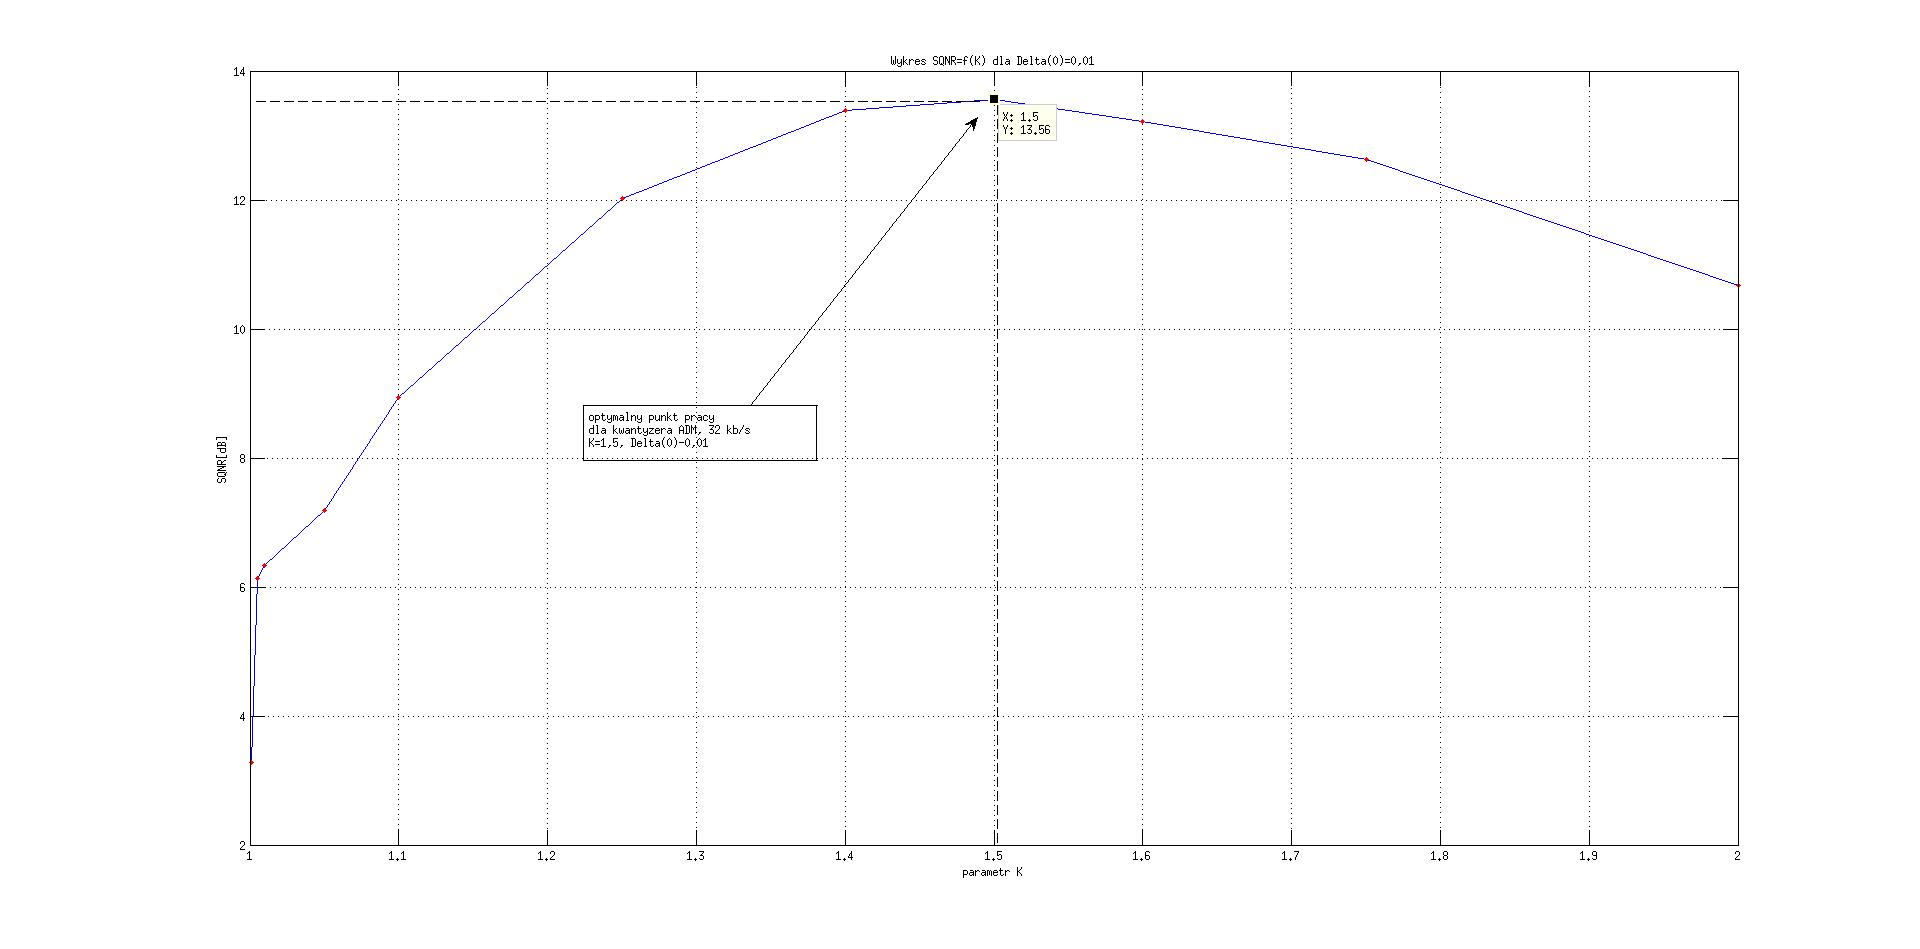 Wykres SQNR=f(K) dla Delta(0)=0,01
14
12
10
8
6
4
2
SQNR[dB]
X: 1.5
Y: 13.56
optymalny punkt pracy
dla kwantyzera ADM, 32 kb/s
K=1,5, Delta(0)-0,01
1 1.1 1.2 1.3 1.4 1.5 1.6 1.7 1.8 1.9 2
parametr K